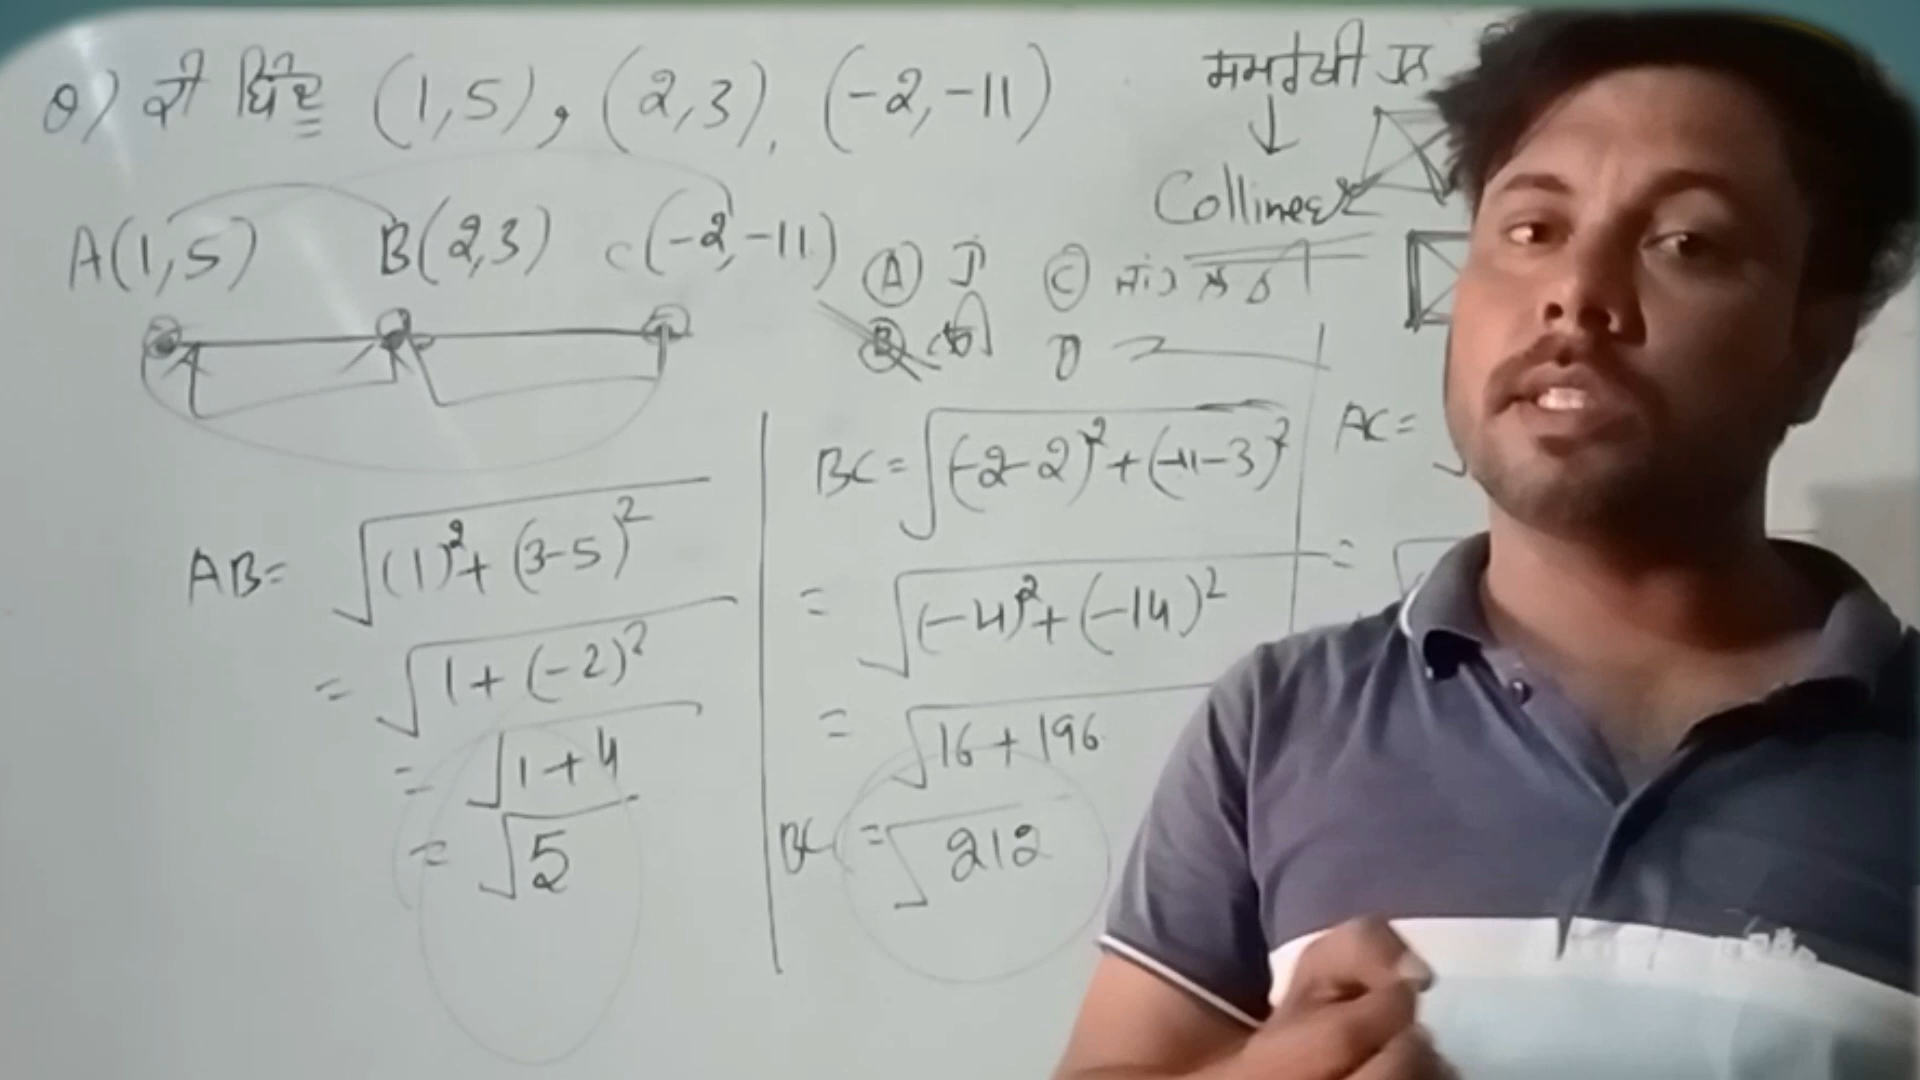 Q) ਕੀ ਬਿੰਦੂ (1,5), (2,3), (-2,-11)
ਸਮਰੇਖੀ ਹਨ
↓
Collinear
A(1,5) B(2,3) C(-2,-11)
(A) ਹਾਂ (C)
(B) D
AB= √(1)²+(3-5)²
= √1+(-2)²
= √1+4
= √5
BC= √(-2-2)²+(-11-3)²
= √(-4)²+(-14)²
= √16+196
BC = √212
AC=
=